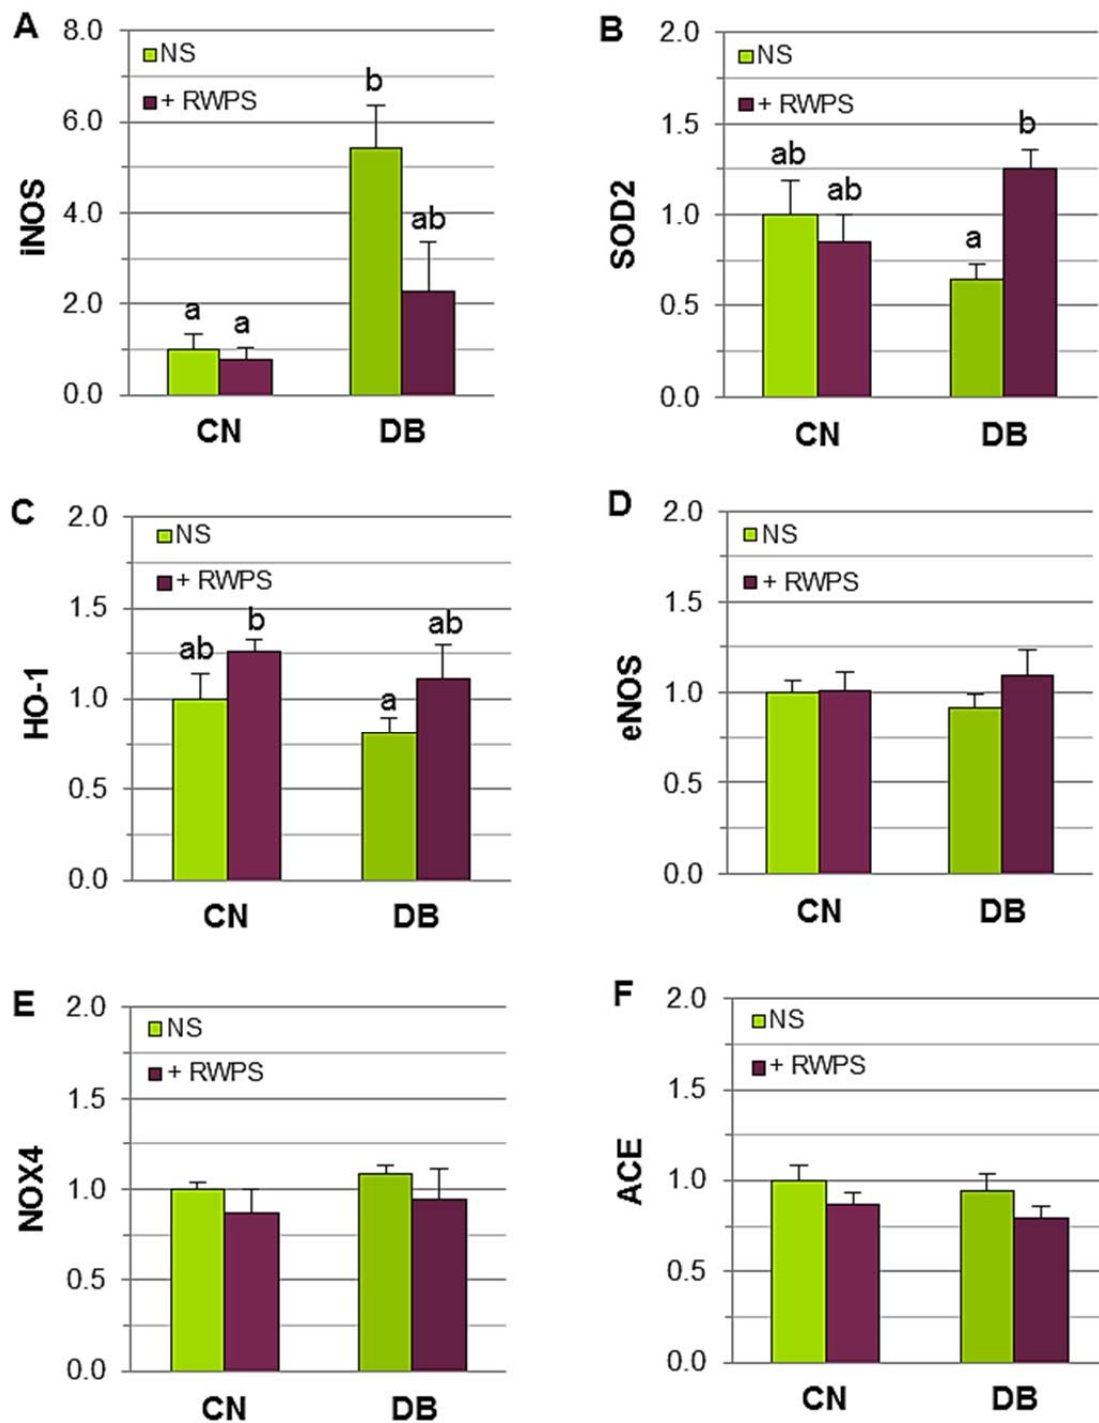 A
8.0
NS
+ RWPS
b
6.0
4.0
ab
iNOS
2.0
a
a
0.0
CN
DB
B
2.0
NS
+ RWPS
1.5
ab
ab
b
SOD2
1.0
a
0.5
0.0
CN
DB
C
2.0
NS
+ RWPS
1.5
ab
b
ab
HO-1
1.0
a
0.5
0.0
CN
DB
D
2.0
NS
+ RWPS
1.5
eNOS
1.0
0.5
0.0
CN
DB
E
2.0
NS
+ RWPS
1.5
NOX4
1.0
0.5
0.0
CN
DB
F
2.0
NS
+ RWPS
1.5
ACE
1.0
0.5
0.0
CN
DB